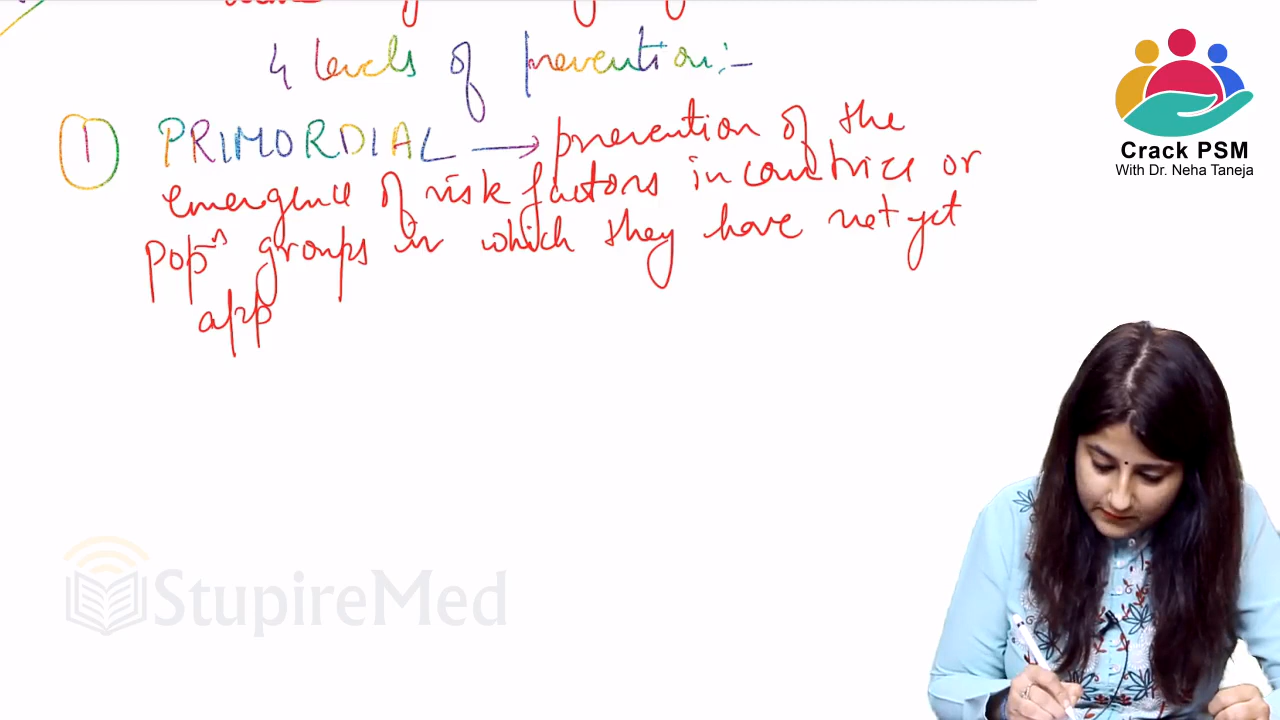 4 levels of prevention:-
Crack PSM
With Dr. Neha Taneja
1 PRIMORDIAL → prevention of the
emergence of risk factors in countries or
popⁿˢ groups in which they have not yet
app
StupireMed